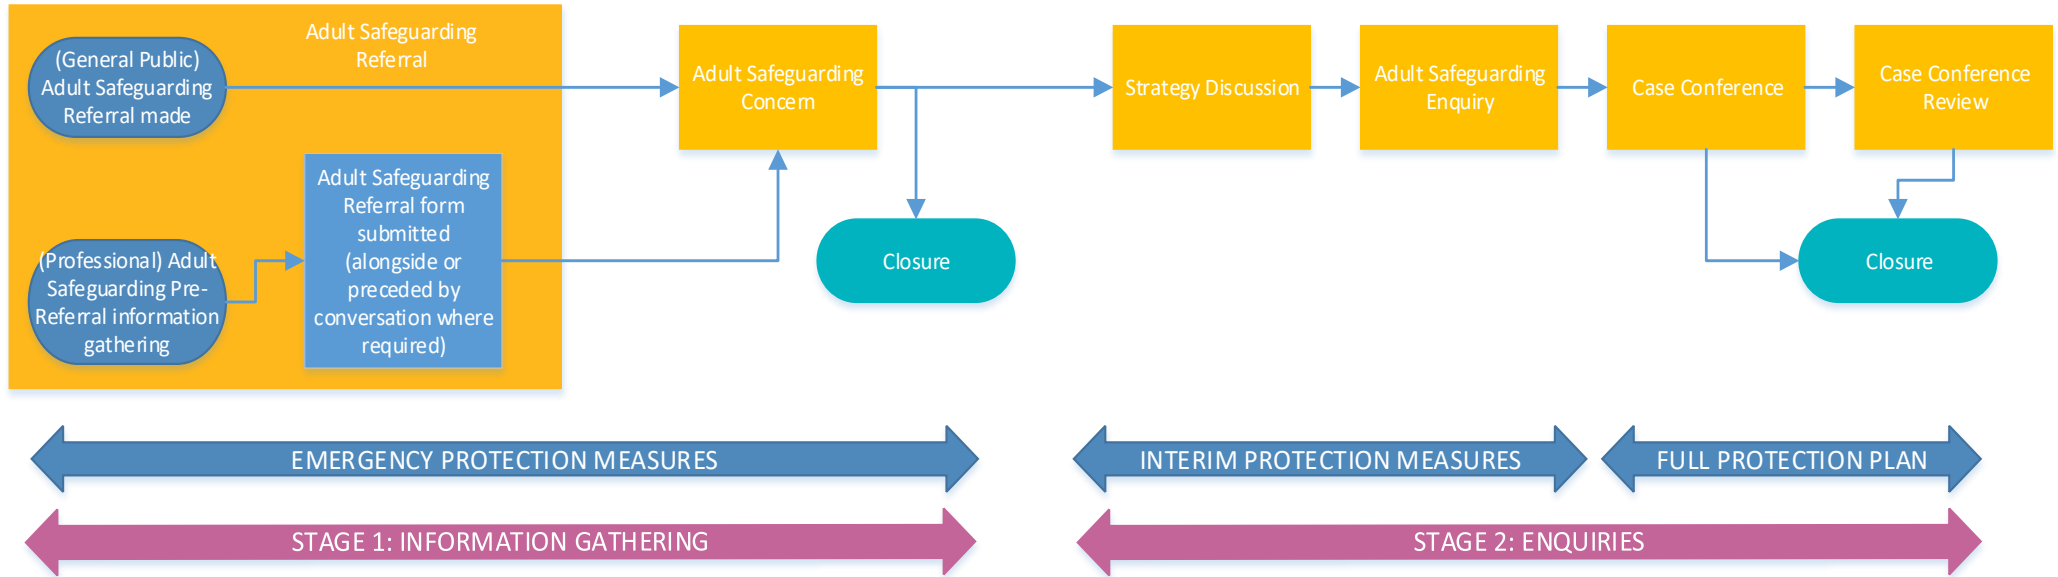 Adult Safeguarding
Referral
(General Public)
Adult Safeguarding
Referral made
(Professional) Adult
Safeguarding Pre-
Referral information
gathering
Adult Safeguarding
Referral form
submitted
(alongside or
preceded by
conversation where
required)
Adult Safeguarding
Concern
Closure
Strategy Discussion
Adult Safeguarding
Enquiry
Case Conference
Case Conference
Review
Closure
EMERGENCY PROTECTION MEASURES
INTERIM PROTECTION MEASURES
FULL PROTECTION PLAN
STAGE 1: INFORMATION GATHERING
STAGE 2: ENQUIRIES